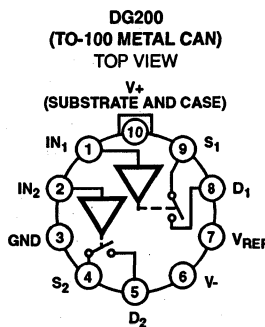 DG200
(TO-100 METAL CAN)
TOP VIEW
V+
(SUBSTRATE AND CASE)
10
IN1 1 9 S1
IN2 2 8 D1
GND 3 7 VREF
S2 4 6 V-
5
D2